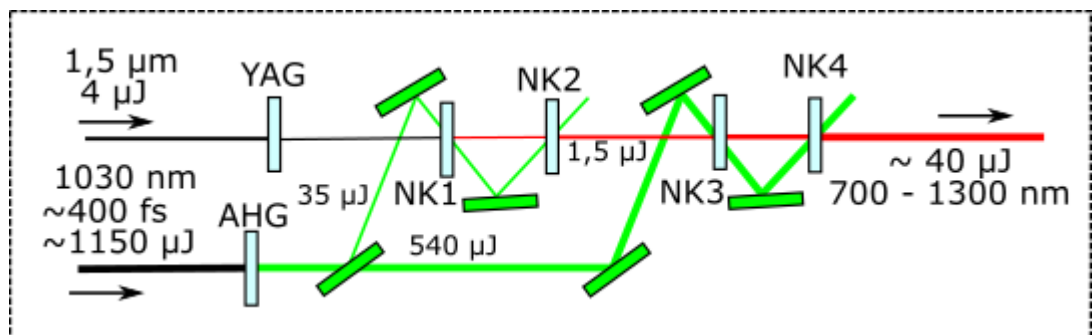 1,5 µm
4 µJ
YAG
NK2
NK4
1,5 µJ
1030 nm
~400 fs
~1150 µJ
AHG
35 µJ
NK1
540 µJ
NK3
~ 40 µJ
700 - 1300 nm